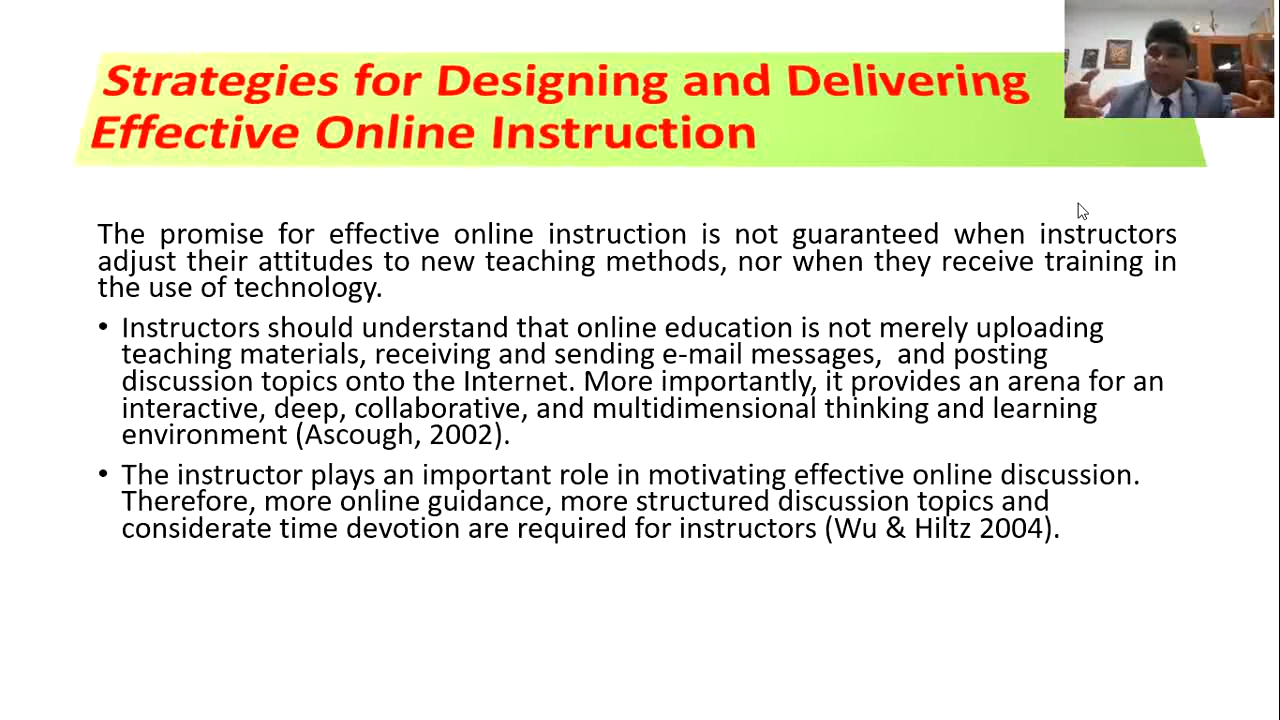 Strategies for Designing and Delivering
Effective Online Instruction
The promise for effective online instruction is not guaranteed when instructors
adjust their attitudes to new teaching methods, nor when they receive training in
the use of technology.
• Instructors should understand that online education is not merely uploading
teaching materials, receiving and sending e-mail messages,  and posting
discussion topics onto the Internet. More importantly, it provides an arena for an
interactive, deep, collaborative, and multidimensional thinking and learning
environment (Ascough, 2002).
• The instructor plays an important role in motivating effective online discussion.
Therefore, more online guidance, more structured discussion topics and
considerate time devotion are required for instructors (Wu & Hiltz 2004).